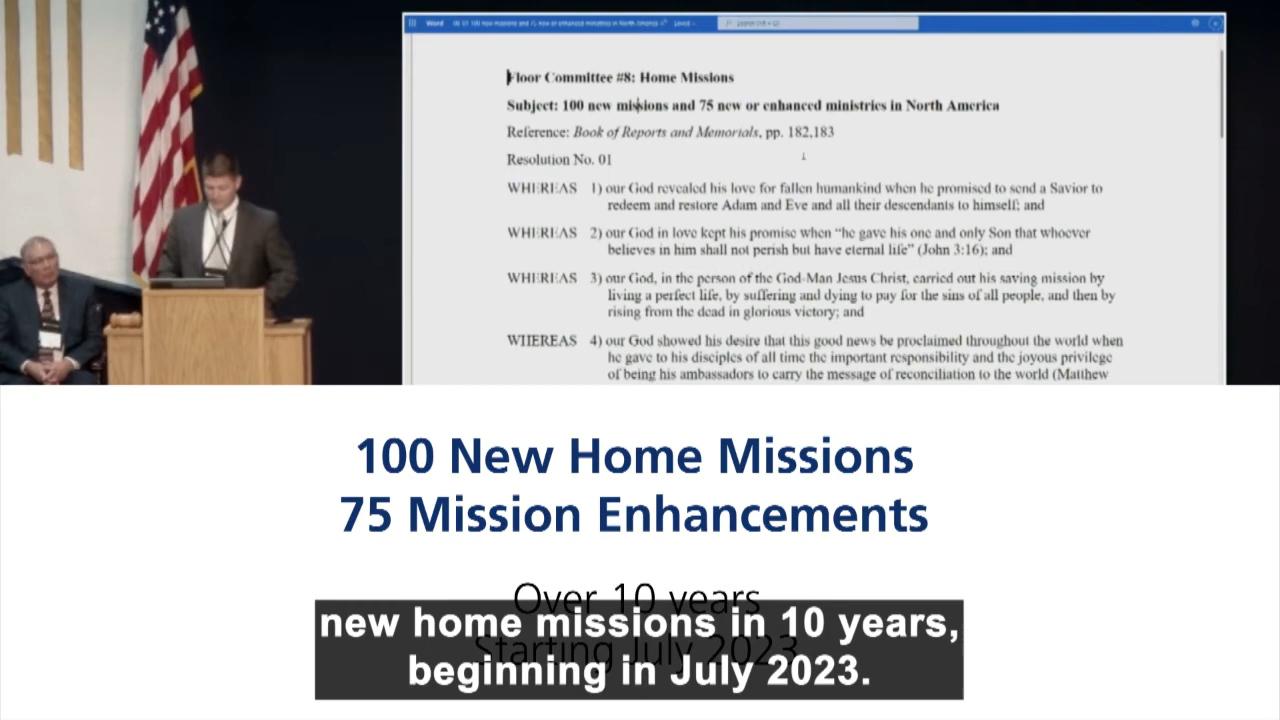 Word
Floor Committee #8: Home Missions
Subject: 100 new missions and 75 new or enhanced ministries in North America
Reference: Book of Reports and Memorials, pp. 182,183
Resolution No. 01
WHEREAS 1) our God revealed his love for fallen humankind when he promised to send a Savior to
redeem and restore Adam and Eve and all their descendants to himself; and
WHEREAS 2) our God in love kept his promise when “he gave his one and only Son that whoever
believes in him shall not perish but have eternal life” (John 3:16); and
WHEREAS 3) our God, in the person of the God-Man Jesus Christ, carried out his saving mission by
living a perfect life, by suffering and dying to pay for the sins of all people, and then by
rising from the dead in glorious victory; and
WHEREAS 4) our God showed his desire that this good news be proclaimed throughout the world when
he gave to his disciples of all time the important responsibility and the joyous privilege
of being his ambassadors to carry the message of reconciliation to the world (Matthew
100 New Home Missions
75 Mission Enhancements
Over 10 years
Starting July 2023
new home missions in 10 years,
beginning in July 2023.